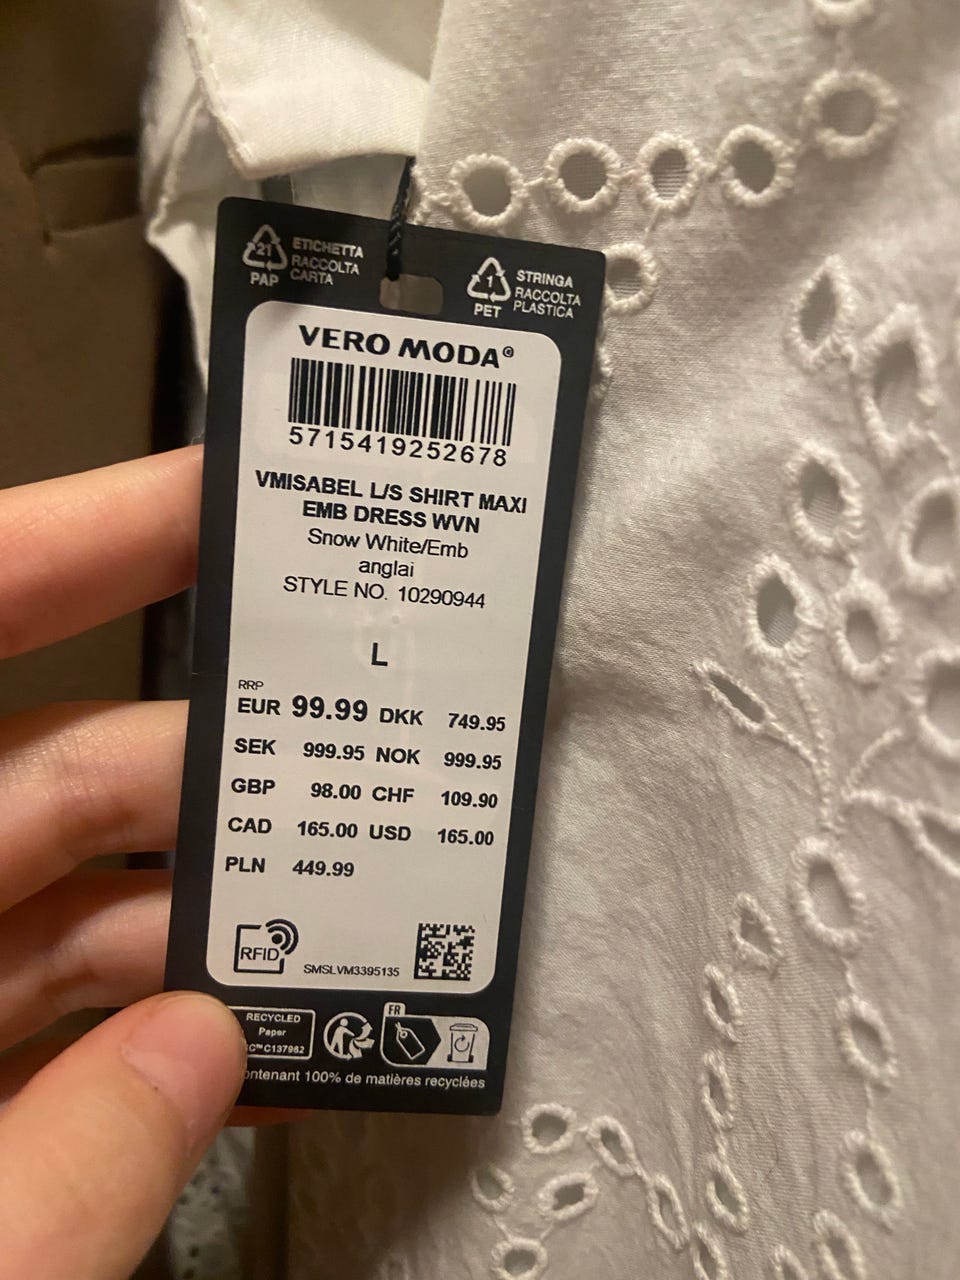 21
PAP
ETICHETTA
RACCOLTA
CARTA
1
PET
STRINGA
RACCOLTA
PLASTICA
VERO MODA®
5715419252678
VMISABEL L/S SHIRT MAXI
EMB DRESS WVN
Snow White/Emb
anglai
STYLE NO. 10290944
L
RRP
EUR 99.99 DKK 749.95
SEK 999.95 NOK 999.95
GBP 98.00 CHF 109.90
CAD 165.00 USD 165.00
PLN 449.99
RFID
SMSLVM3395135
RECYCLED
Paper
C™C137982
FR
ontenant 100% de matières recyclées